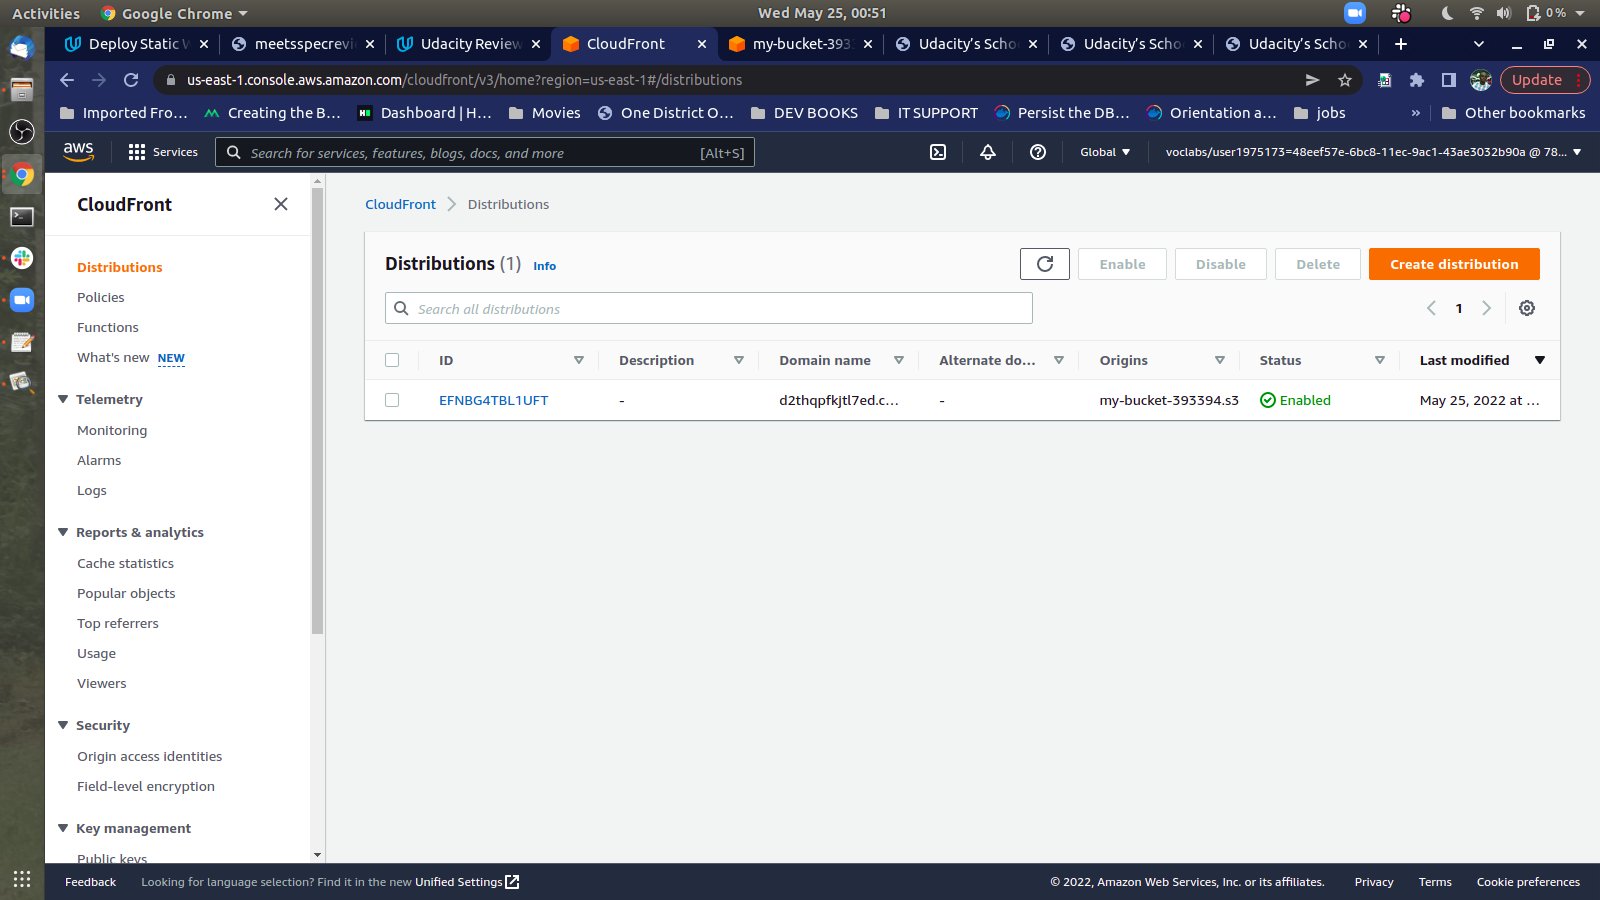 Activities Google Chrome Wed May 25, 00:51 0 %
Deploy Static W meetsspecrevi Udacity Review CloudFront my-bucket-393 Udacity's Scho Udacity's Scho Udacity's Scho
us-east-1.console.aws.amazon.com/cloudfront/v3/home?region=us-east-1#/distributions Update
Imported Fro... Creating the B... Dashboard | H... Movies One District O... DEV BOOKS IT SUPPORT Persist the DB... Orientation a... jobs » Other bookmarks
aws Services Search for services, features, blogs, docs, and more [Alt+S] Global voclabs/user1975173=48eef57e-6bc8-11ec-9ac1-43ae3032b90a @ 78...
CloudFront
Distributions
Policies
Functions
What's new NEW
Telemetry
Monitoring
Alarms
Logs
Reports & analytics
Cache statistics
Popular objects
Top referrers
Usage
Viewers
Security
Origin access identities
Field-level encryption
Key management
Public keys
CloudFront Distributions
Distributions (1) Info Enable Disable Delete Create distribution
Search all distributions 1
ID Description Domain name Alternate do... Origins Status Last modified
EFNBG4TBL1UFT - d2thqpfkjtl7ed.c... - my-bucket-393394.s3 Enabled May 25, 2022 at ...
Feedback Looking for language selection? Find it in the new Unified Settings © 2022, Amazon Web Services, Inc. or its affiliates. Privacy Terms Cookie preferences